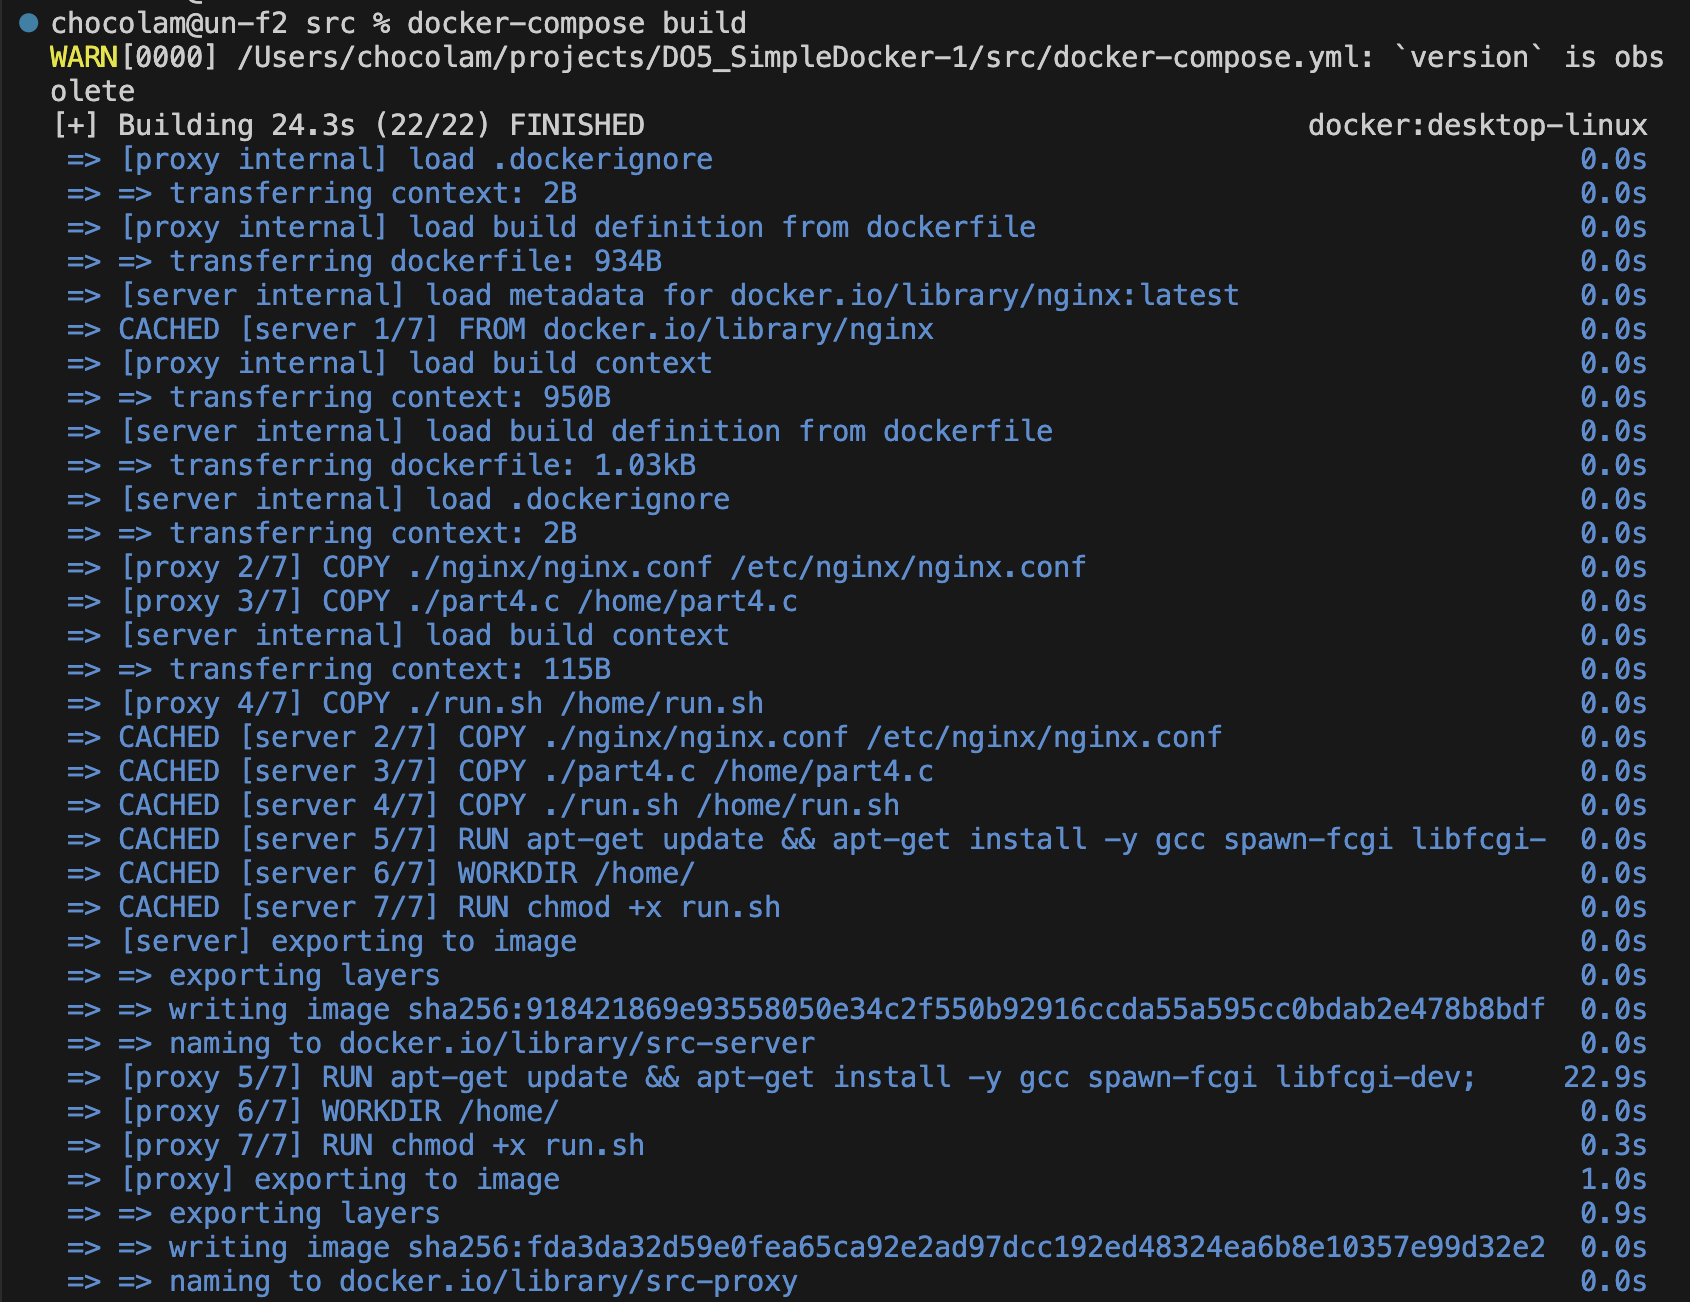 chocolam@un-f2 src % docker-compose build
WARN[0000] /Users/chocolam/projects/DO5_SimpleDocker-1/src/docker-compose.yml: `version` is obs
olete
[+] Building 24.3s (22/22) FINISHED docker:desktop-linux
=> [proxy internal] load .dockerignore 0.0s
=> => transferring context: 2B 0.0s
=> [proxy internal] load build definition from dockerfile 0.0s
=> => transferring dockerfile: 934B 0.0s
=> [server internal] load metadata for docker.io/library/nginx:latest 0.0s
=> CACHED [server 1/7] FROM docker.io/library/nginx 0.0s
=> [proxy internal] load build context 0.0s
=> => transferring context: 950B 0.0s
=> [server internal] load build definition from dockerfile 0.0s
=> => transferring dockerfile: 1.03kB 0.0s
=> [server internal] load .dockerignore 0.0s
=> => transferring context: 2B 0.0s
=> [proxy 2/7] COPY ./nginx/nginx.conf /etc/nginx/nginx.conf 0.0s
=> [proxy 3/7] COPY ./part4.c /home/part4.c 0.0s
=> [server internal] load build context 0.0s
=> => transferring context: 115B 0.0s
=> [proxy 4/7] COPY ./run.sh /home/run.sh 0.0s
=> CACHED [server 2/7] COPY ./nginx/nginx.conf /etc/nginx/nginx.conf 0.0s
=> CACHED [server 3/7] COPY ./part4.c /home/part4.c 0.0s
=> CACHED [server 4/7] COPY ./run.sh /home/run.sh 0.0s
=> CACHED [server 5/7] RUN apt-get update && apt-get install -y gcc spawn-fcgi libfcgi- 0.0s
=> CACHED [server 6/7] WORKDIR /home/ 0.0s
=> CACHED [server 7/7] RUN chmod +x run.sh 0.0s
=> [server] exporting to image 0.0s
=> => exporting layers 0.0s
=> => writing image sha256:918421869e93558050e34c2f550b92916ccda55a595cc0bdab2e478b8bdf 0.0s
=> => naming to docker.io/library/src-server 0.0s
=> [proxy 5/7] RUN apt-get update && apt-get install -y gcc spawn-fcgi libfcgi-dev; 22.9s
=> [proxy 6/7] WORKDIR /home/ 0.0s
=> [proxy 7/7] RUN chmod +x run.sh 0.3s
=> [proxy] exporting to image 1.0s
=> => exporting layers 0.9s
=> => writing image sha256:fda3da32d59e0fea65ca92e2ad97dcc192ed48324ea6b8e10357e99d32e2 0.0s
=> => naming to docker.io/library/src-proxy 0.0s